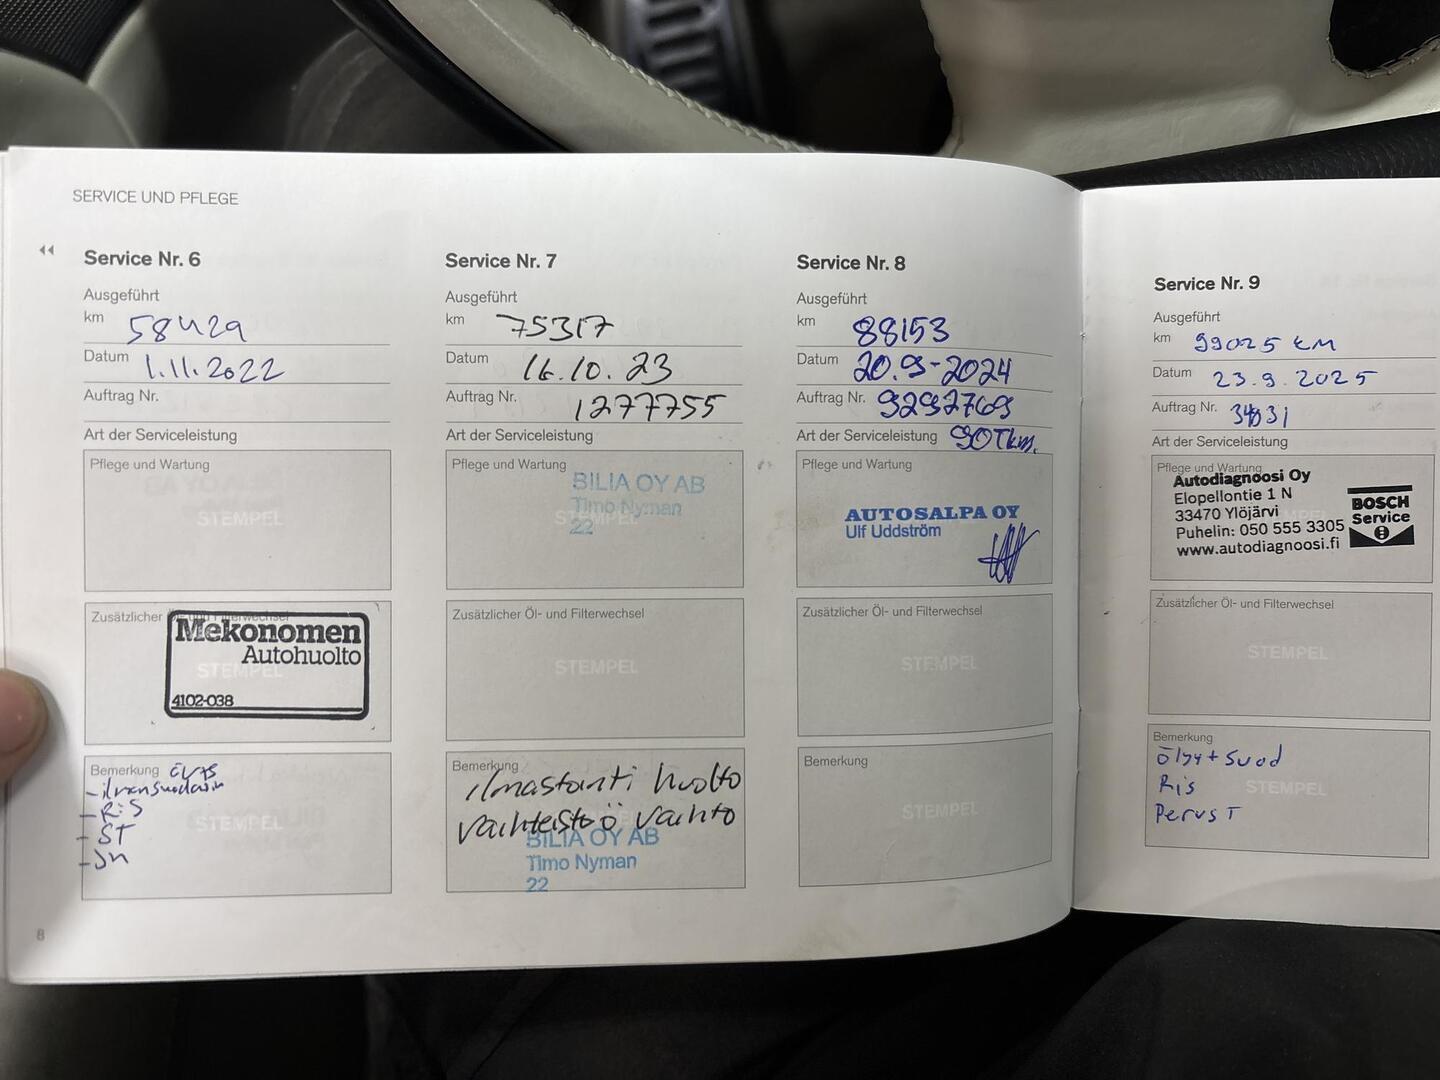 SERVICE UND PFLEGE
Service Nr. 6
Ausgeführt
km 58429
Datum 1.11.2022
Auftrag Nr.
Art der Serviceleistung
Pflege und Wartung
STEMPEL
Zusätzlicher Öl- und Filterwechsel
Mekonomen
Autohuolto
STEMPEL
4102-038
Bemerkung
- RiS
- ST
STEMPEL
8
Service Nr. 7
Ausgeführt
km 75317
Datum 16.10.23
Auftrag Nr. 1277755
Art der Serviceleistung
Pflege und Wartung
BILIA OY AB
Timo Nyman
22
STEMPEL
Zusätzlicher Öl- und Filterwechsel
STEMPEL
Bemerkung
ilmastointi huolto
vaihteistö vaihto
BILIA OY AB
Timo Nyman
22
Service Nr. 8
Ausgeführt
km 88153
Datum 20.9-2024
Auftrag Nr. 9292769
Art der Serviceleistung 90Tkm.
Pflege und Wartung
AUTOSALPA OY
Ulf Uddström
Zusätzlicher Öl- und Filterwechsel
STEMPEL
Bemerkung
STEMPEL
Service Nr. 9
Ausgeführt
km 99025 km
Datum 23.9.2025
Auftrag Nr.
Art der Serviceleistung
Pflege und Wartung
Autodiagnoosi Oy
Elopellontie 1 N
33470 Ylöjärvi
Puhelin: 050 555 3305
www.autodiagnoosi.fi
BOSCH
Service
Zusätzlicher Öl- und Filterwechsel
STEMPEL
Bemerkung
Öljy + Suod
Ris
Perus T
STEMPEL